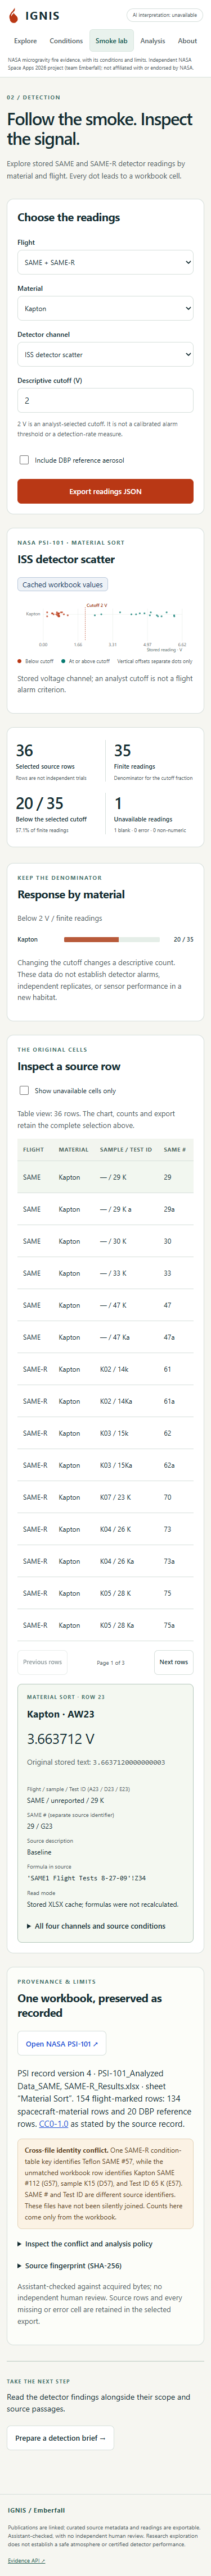 IGNIS
AI interpretation: unavailable
Explore
Conditions
Smoke lab
Analysis
About
NASA microgravity fire evidence, with its conditions and limits. Independent NASA
Space Apps 2026 project (team Emberfall); not affiliated with or endorsed by NASA.
02 / DETECTION
Follow the smoke. Inspect
the signal.
Explore stored SAME and SAME-R detector readings by
material and flight. Every dot leads to a workbook cell.
Choose the readings
Flight
SAME + SAME-R
Material
Kapton
Detector channel
ISS detector scatter
Descriptive cutoff (V)
2
2 V is an analyst-selected cutoff. It is not a calibrated alarm
threshold or a detection-rate measure.
Include DBP reference aerosol
Export readings JSON
NASA PSI-101 · MATERIAL SORT
ISS detector scatter
Cached workbook values
Cutoff 2 V
Kapton
0.00 1.66 3.31 4.97 6.62
Stored reading · V
Below cutoff
At or above cutoff
Vertical offsets separate dots only
Stored voltage channel; an analyst cutoff is not a flight
alarm criterion.
36
Selected source rows
Rows are not independent trials
35
Finite readings
Denominator for the cutoff fraction
20 / 35
Below the selected cutoff
57.1% of finite readings
1
Unavailable readings
1 blank · 0 error · 0 non-numeric
KEEP THE DENOMINATOR
Response by material
Below 2 V / finite readings
Kapton
20 / 35
Changing the cutoff changes a descriptive count.
These data do not establish detector alarms,
independent replicates, or sensor performance in a
new habitat.
THE ORIGINAL CELLS
Inspect a source row
Show unavailable cells only
Table view: 36 rows. The chart, counts and export
retain the complete selection above.
FLIGHT MATERIAL SAMPLE / TEST ID SAME #
SAME Kapton — / 29 K 29
SAME Kapton — / 29 K a 29a
SAME Kapton — / 30 K 30
SAME Kapton — / 33 K 33
SAME Kapton — / 47 K 47
SAME Kapton — / 47 Ka 47a
SAME-R Kapton K02 / 14k 61
SAME-R Kapton K02 / 14Ka 61a
SAME-R Kapton K03 / 15k 62
SAME-R Kapton K03 / 15Ka 62a
SAME-R Kapton K07 / 23 K 70
SAME-R Kapton K04 / 26 K 73
SAME-R Kapton K04 / 26 Ka 73a
SAME-R Kapton K05 / 28 K 75
SAME-R Kapton K05 / 28 Ka 75a
Previous rows
Page 1 of 3
Next rows
MATERIAL SORT · ROW 23
Kapton · AW23
3.663712 V
Original stored text: 3.6637120000000003
Flight / sample / Test ID (A23 / D23 / E23)
SAME / unreported / 29 K
SAME # (separate source identifier)
29 / G23
Source description
Baseline
Formula in source
'SAME1 Flight Tests 8-27-09'!Z34
Read mode
Stored XLSX cache; formulas were not recalculated.
All four channels and source conditions
PROVENANCE & LIMITS
One workbook, preserved as
recorded
Open NASA PSI-101 ↗
PSI record version 4 · PSI-101_Analyzed
Data_SAME, SAME-R_Results.xlsx · sheet
“Material Sort”. 154 flight-marked rows: 134
spacecraft-material rows and 20 DBP reference
rows. CC0-1.0 as stated by the source record.
Cross-file identity conflict. One SAME-R condition-
table key identifies Teflon SAME #57, while the
unmatched workbook row identifies Kapton SAME
#112 (G57), sample K15 (D57), and Test ID 65 K (E57).
SAME # and Test ID are different source identifiers.
These files have not been silently joined. Counts here
come only from the workbook.
Inspect the conflict and analysis policy
Source fingerprint (SHA-256)
Assistant-checked against acquired bytes; no
independent human review. Source rows and every
missing or error cell are retained in the selected
export.
TAKE THE NEXT STEP
Read the detector findings alongside their scope and
source passages.
Prepare a detection brief →
IGNIS / Emberfall
Publications are linked; curated source metadata and readings are exportable.
Assistant-checked, with no independent human review. Research exploration
does not establish a safe atmosphere or certified detector performance.
Evidence API ↗